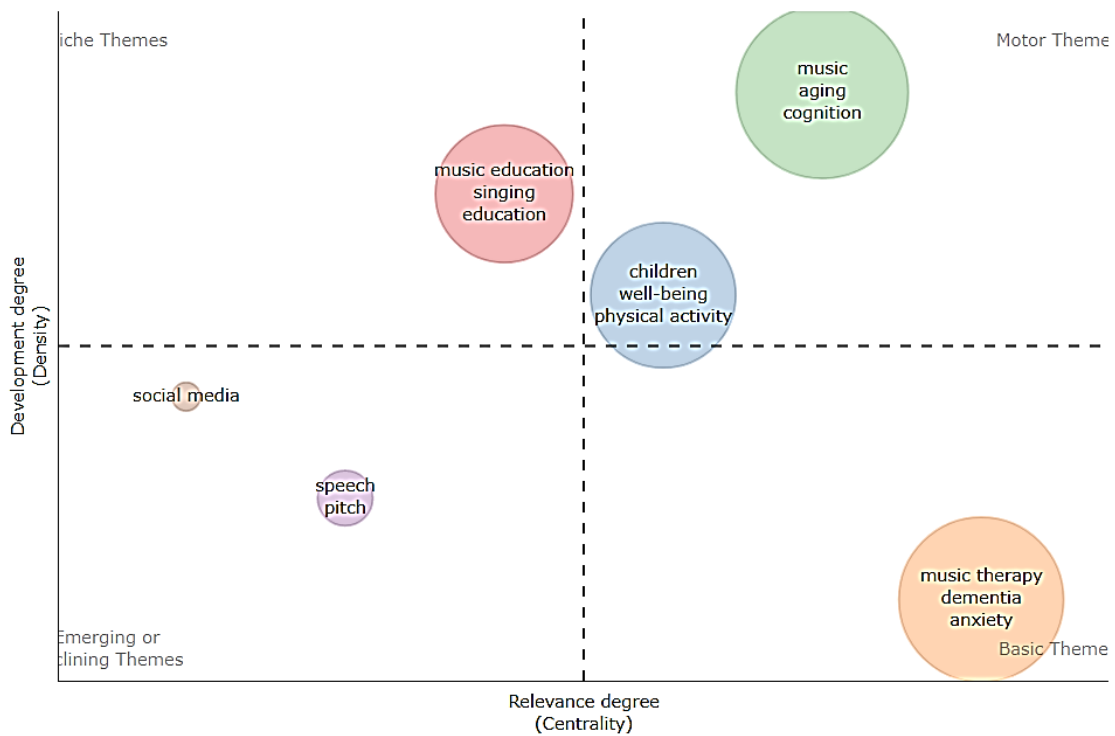 iche Themes
Motor Theme
music
aging
cognition
music education
singing
education
children
well-being
physical activity
Development degree
(Density)
social media
speech
pitch
music therapy
dementia
anxiety
Emerging or
clining Themes
Basic Theme
Relevance degree
(Centrality)